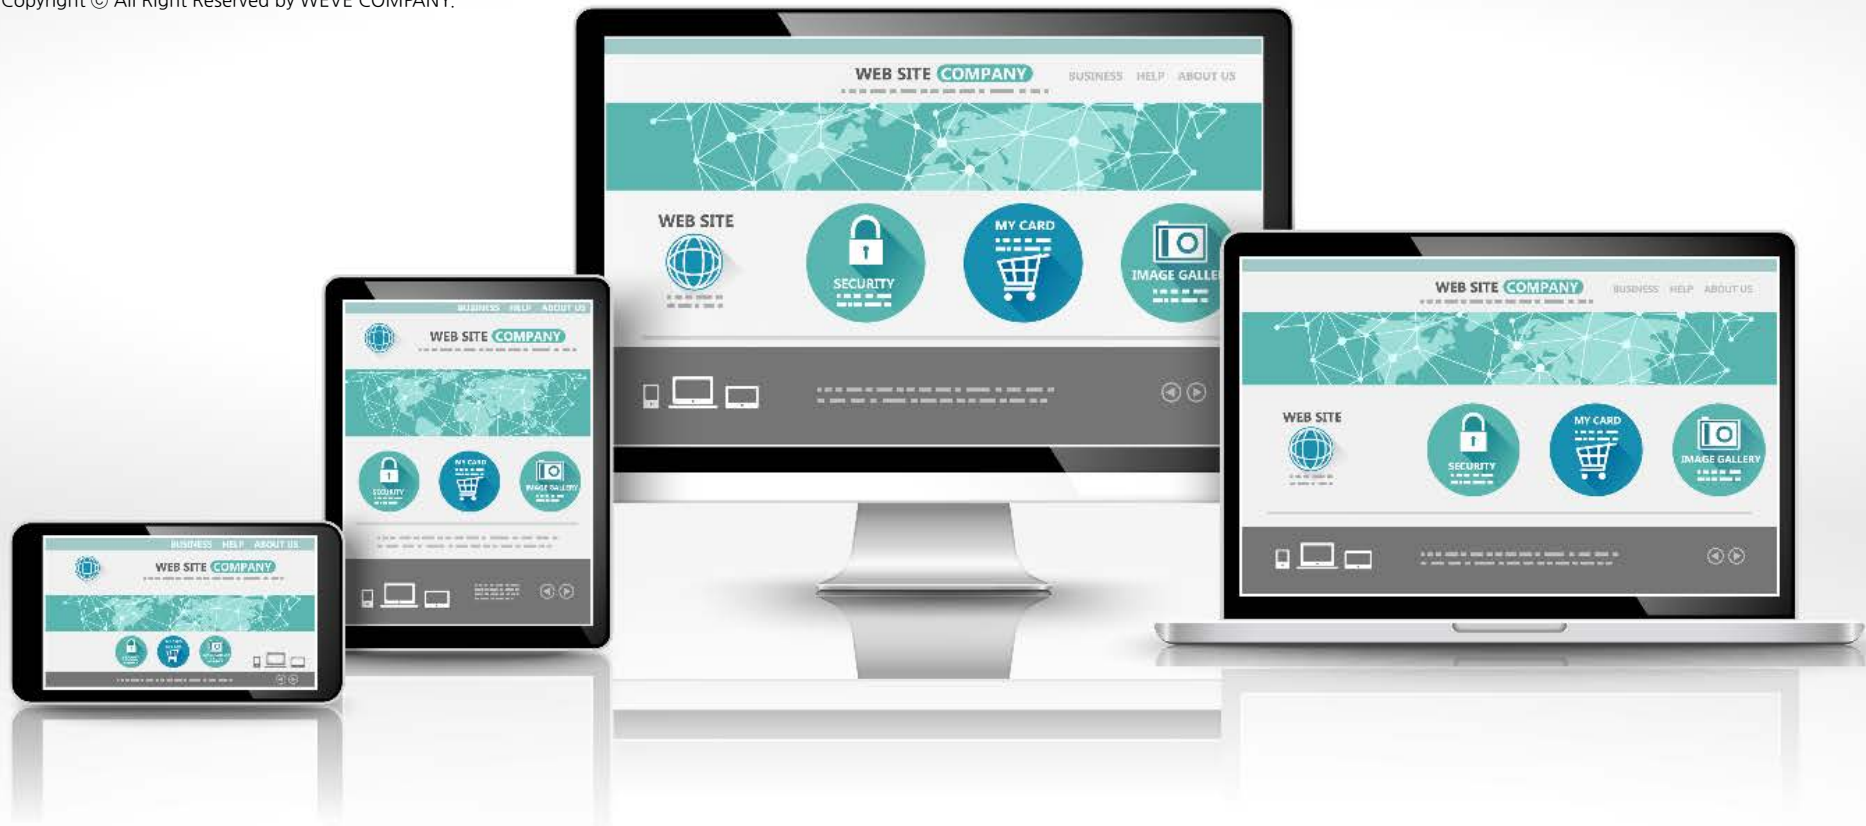 Copyright ⓒ All Right Reserved by WEVE COMPANY.
WEB SITE COMPANY BUSINESS HELP ABOUT US
WEB SITE
SECURITY
MY CARD
IMAGE GALLE
BUSINESS HELP ABOUT US
WEB SITE COMPANY
SECURITY
MY CARD
IMAGE GALLERY
WEB SITE COMPANY BUSINESS HELP ABOUT US
WEB SITE
SECURITY
MY CARD
IMAGE GALLERY
BUSINESS HELP ABOUT US
WEB SITE COMPANY